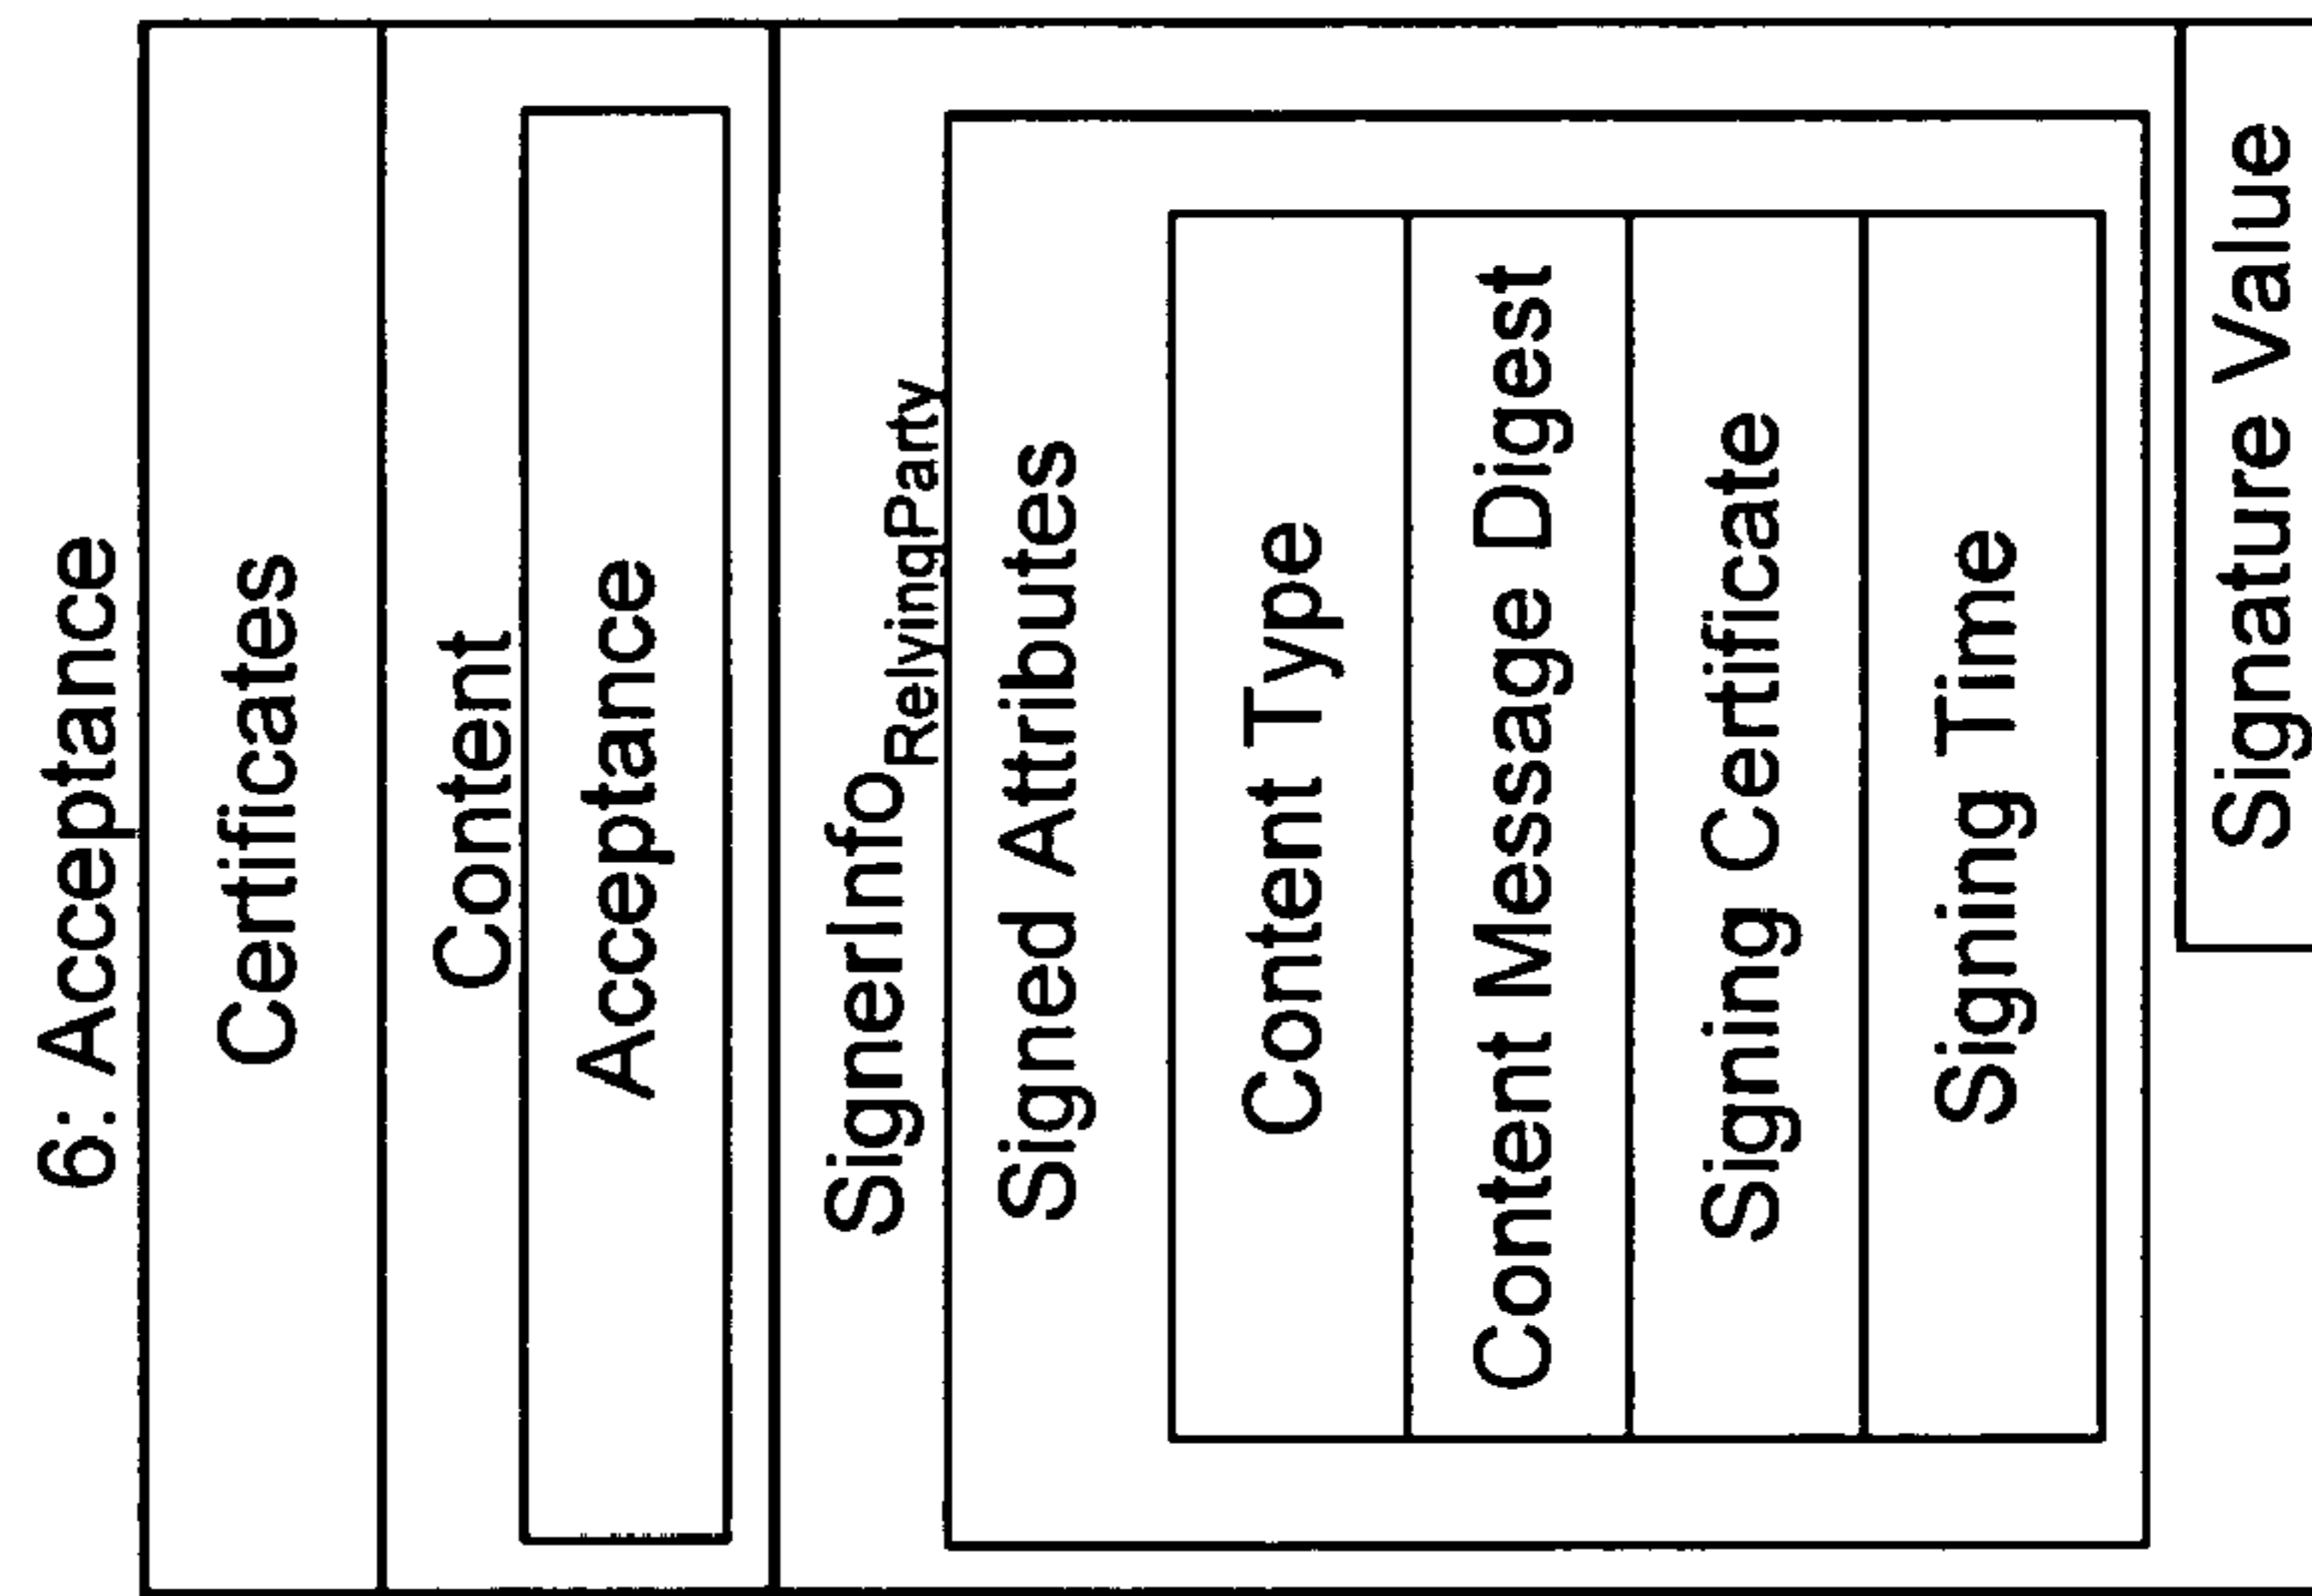 6: Acceptance
Certificates
Content
Acceptance
SignerInfoRelyingParty
Signed Attributes
Content Type
Content Message Digest
Signing Certificate
Signing Time
Signature Value